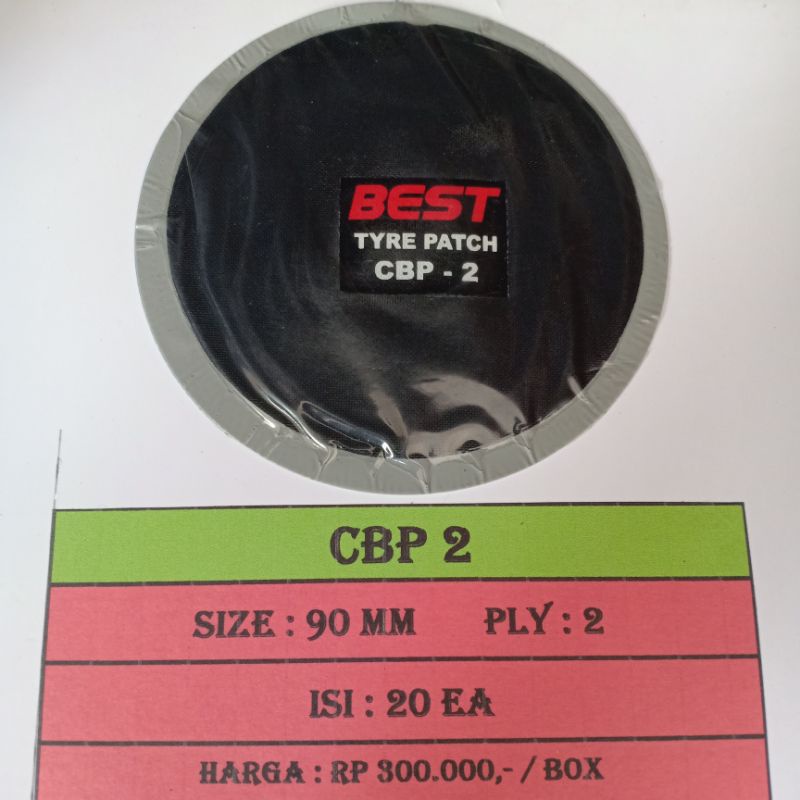 BEST
TYRE PATCH
CBP - 2
CBP 2
SIZE : 90 MM PLY : 2
ISI : 20 EA
HARGA : RP 300.000,- / BOX